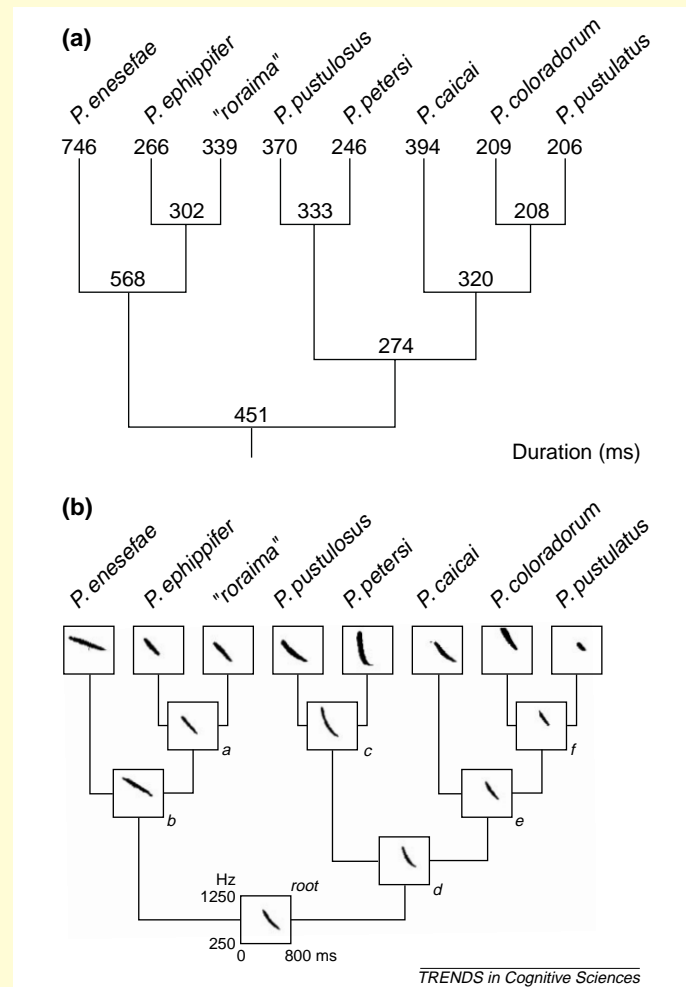 (a)
P. enesefae
P. ephippifer
"roraima"
P. pustulosus
P. petersi
P. caicai
P. coloradorum
P. pustulatus
746 266 339 370 246 394 209 206
302 333 208
568 320
274
451
Duration (ms)
(b)
P. enesefae
P. ephippifer
"roraima"
P. pustulosus
P. petersi
P. caicai
P. coloradorum
P. pustulatus
a c f
b e
d
Hz
1250
root
250
0 800 ms
TRENDS in Cognitive Sciences